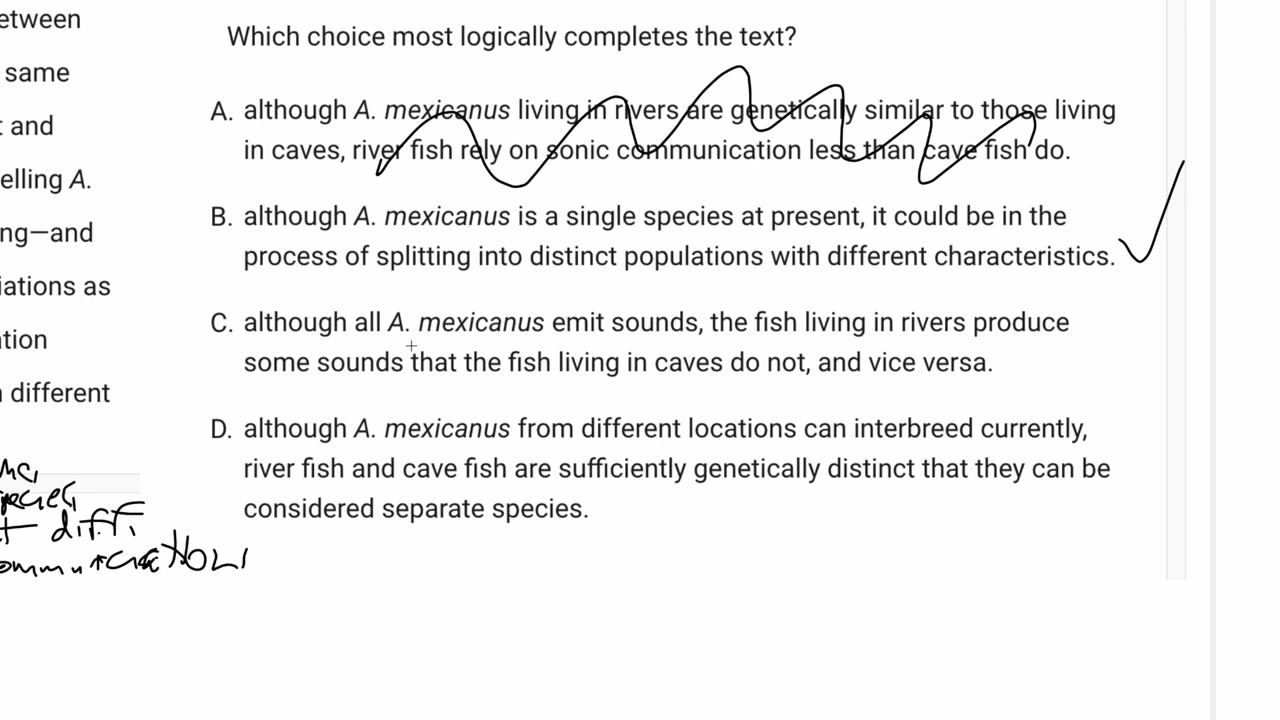 etween
same
t and
elling A.
ng—and
iations as
tion
different
Which choice most logically completes the text?
A. although A. mexicanus living in rivers are genetically similar to those living
in caves, river fish rely on sonic communication less than cave fish do.
B. although A. mexicanus is a single species at present, it could be in the
process of splitting into distinct populations with different characteristics.
C. although all A. mexicanus emit sounds, the fish living in rivers produce
some sounds that the fish living in caves do not, and vice versa.
D. although A. mexicanus from different locations can interbreed currently,
river fish and cave fish are sufficiently genetically distinct that they can be
considered separate species.
diff.